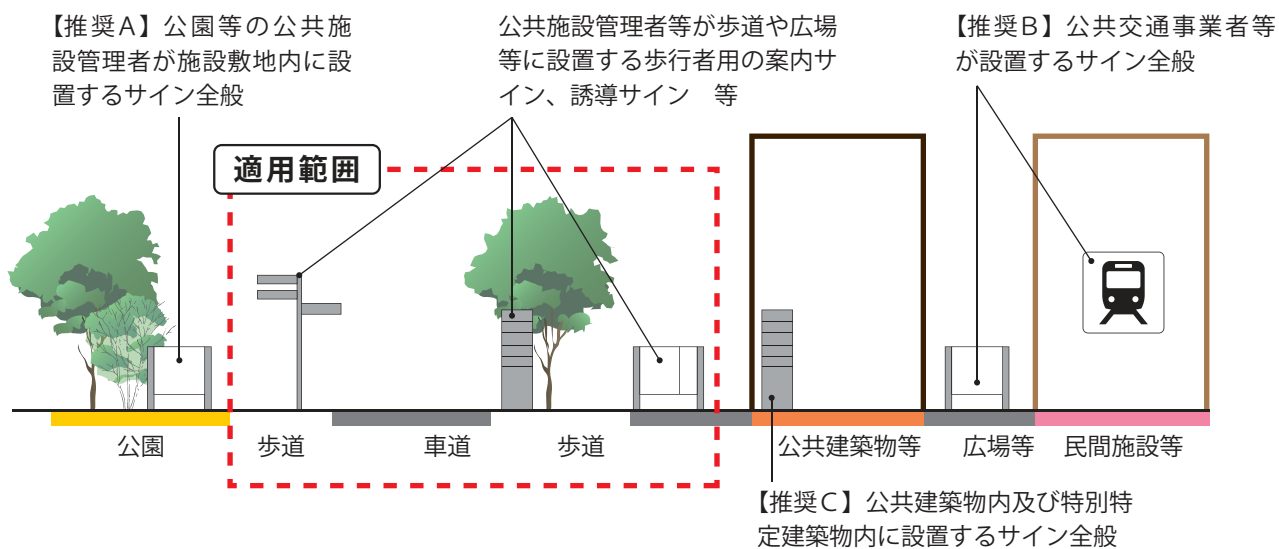 【推奨A】公園等の公共施
設管理者が施設敷地内に設
置するサイン全般
公共施設管理者等が歩道や広場
等に設置する歩行者用の案内サ
イン、誘導サイン　等
【推奨B】公共交通事業者等
が設置するサイン全般
適用範囲
公園
歩道
車道
歩道
公共建築物等
広場等
民間施設等
【推奨C】公共建築物内及び特別特
定建築物内に設置するサイン全般